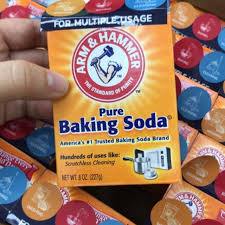 FOR MULTIPLE USAGE
ARM & HAMMER
THE STANDARD OF PURITY
Pure
Baking Soda®
America's #1 Trusted Baking Soda Brand
Hundreds of uses like:
Scratchless Cleaning
NET WT. 8 OZ. (227g)